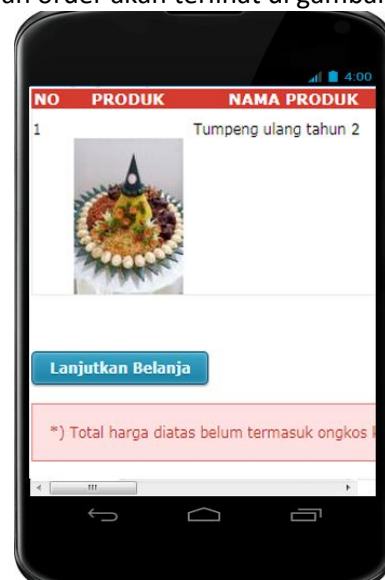 an order akan terlihat di gambar
4:00
NO PRODUK NAMA PRODUK
1 Tumpeng ulang tahun 2
Lanjutkan Belanja
*) Total harga diatas belum termasuk ongkos